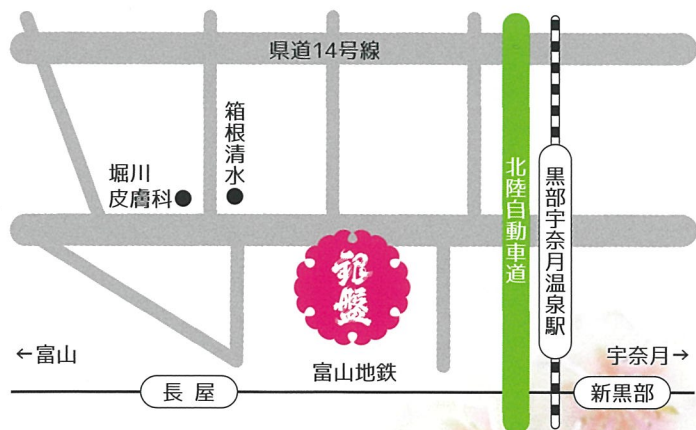 県道14号線
箱根清水
堀川
皮膚科
北陸自動車道
黒部宇奈月温泉駅
銀盤
←富山
富山地鉄
宇奈月→
長屋
新黒部